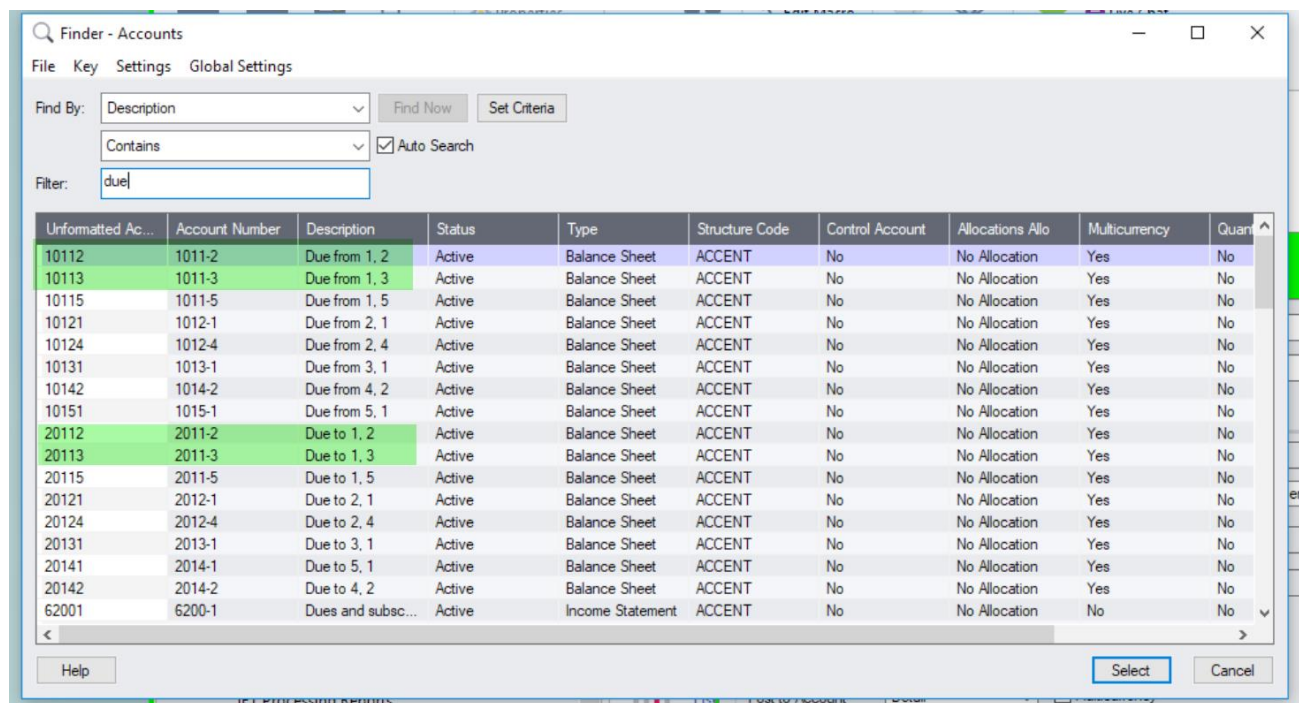 Finder - Accounts
File Key Settings Global Settings
Find By: Description Find Now Set Criteria
Contains Auto Search
Filter: due
Unformatted Ac... Account Number Description Status Type Structure Code Control Account Allocations Allo Multicurrency Quant
10112 1011-2 Due from 1, 2 Active Balance Sheet ACCENT No No Allocation Yes No
10113 1011-3 Due from 1, 3 Active Balance Sheet ACCENT No No Allocation Yes No
10115 1011-5 Due from 1, 5 Active Balance Sheet ACCENT No No Allocation Yes No
10121 1012-1 Due from 2, 1 Active Balance Sheet ACCENT No No Allocation Yes No
10124 1012-4 Due from 2, 4 Active Balance Sheet ACCENT No No Allocation Yes No
10131 1013-1 Due from 3, 1 Active Balance Sheet ACCENT No No Allocation Yes No
10142 1014-2 Due from 4, 2 Active Balance Sheet ACCENT No No Allocation Yes No
10151 1015-1 Due from 5, 1 Active Balance Sheet ACCENT No No Allocation Yes No
20112 2011-2 Due to 1, 2 Active Balance Sheet ACCENT No No Allocation Yes No
20113 2011-3 Due to 1, 3 Active Balance Sheet ACCENT No No Allocation Yes No
20115 2011-5 Due to 1, 5 Active Balance Sheet ACCENT No No Allocation Yes No
20121 2012-1 Due to 2, 1 Active Balance Sheet ACCENT No No Allocation Yes No
20124 2012-4 Due to 2, 4 Active Balance Sheet ACCENT No No Allocation Yes No
20131 2013-1 Due to 3, 1 Active Balance Sheet ACCENT No No Allocation Yes No
20141 2014-1 Due to 5, 1 Active Balance Sheet ACCENT No No Allocation Yes No
20142 2014-2 Due to 4, 2 Active Balance Sheet ACCENT No No Allocation Yes No
62001 6200-1 Dues and subsc... Active Income Statement ACCENT No No Allocation No No
Help Select Cancel